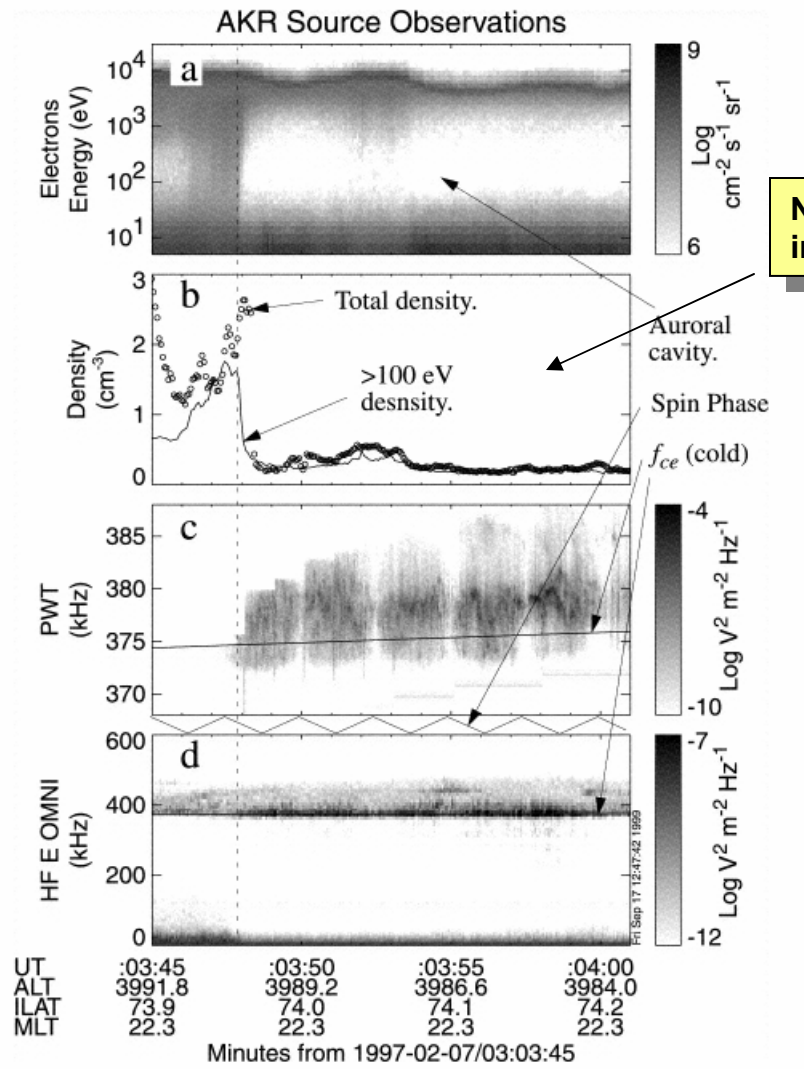 AKR Source Observations
a
Electrons
Energy (eV)
10⁴
10³
10²
10¹
9
Log
cm⁻² s⁻¹ sr⁻¹
6
N
in
b
Density
(cm⁻³)
3
2
1
0
Total density.
>100 eV
desnsity.
Auroral
cavity.
Spin Phase
f_ce (cold)
c
PWT
(kHz)
385
380
375
370
-4
Log V² m⁻² Hz⁻¹
-10
d
HF E OMNI
(kHz)
600
400
200
0
-7
Log V² m⁻² Hz⁻¹
-12
Fri Sep 17 12:47:42 1999
UT :03:45 :03:50 :03:55 :04:00
ALT 3991.8 3989.2 3986.6 3984.0
ILAT 73.9 74.0 74.1 74.2
MLT 22.3 22.3 22.3 22.3
Minutes from 1997-02-07/03:03:45